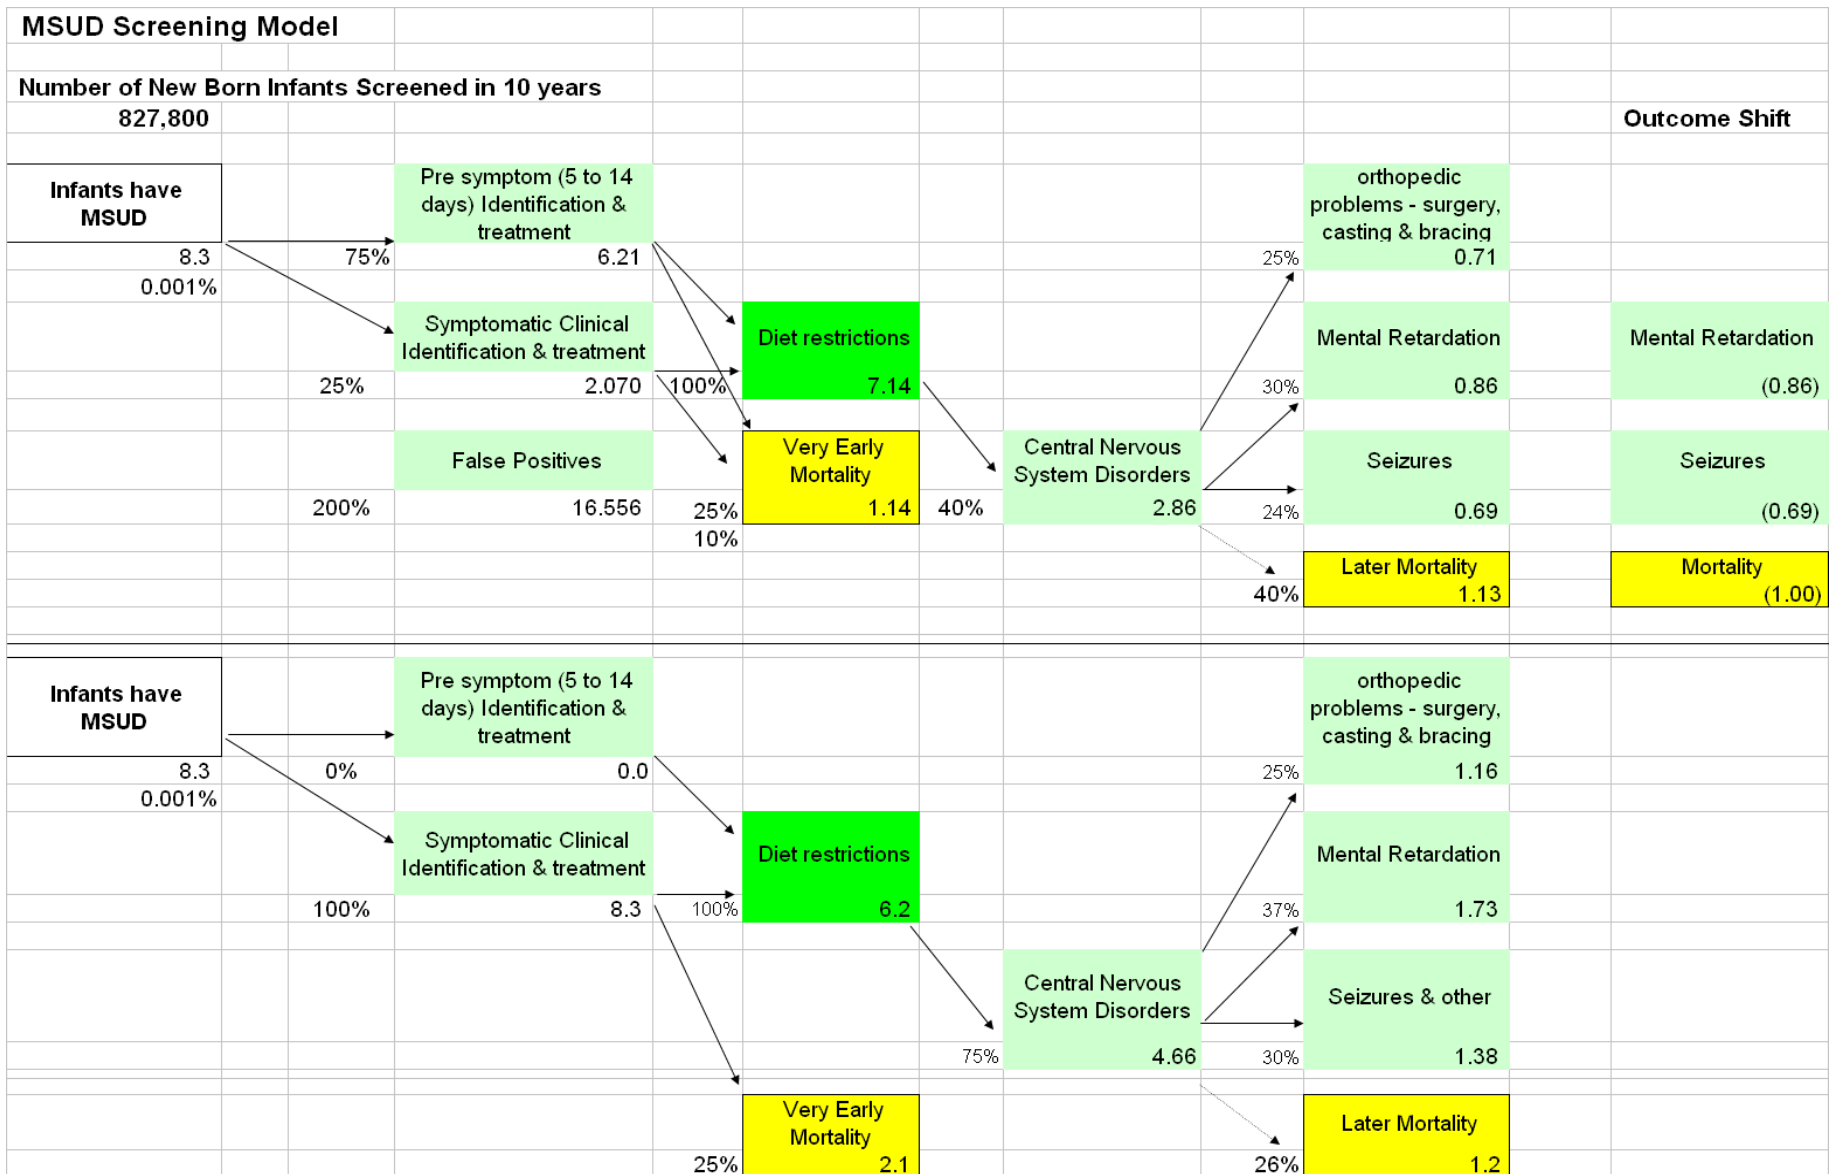 MSUD Screening Model
Number of New Born Infants Screened in 10 years
827,800
Outcome Shift
Infants have
MSUD
8.3
0.001%
75%
Pre symptom (5 to 14
days) Identification &
treatment
6.21
25%
Symptomatic Clinical
Identification & treatment
2.070
100%
200%
False Positives
16.556
25%
10%
Diet restrictions
7.14
Very Early
Mortality
1.14
40%
Central Nervous
System Disorders
2.86
25%
orthopedic
problems - surgery,
casting & bracing
0.71
30%
Mental Retardation
0.86
24%
Seizures
0.69
40%
Later Mortality
1.13
Mental Retardation
(0.86)
Seizures
(0.69)
Mortality
(1.00)
Infants have
MSUD
8.3
0.001%
0%
Pre symptom (5 to 14
days) Identification &
treatment
0.0
100%
Symptomatic Clinical
Identification & treatment
8.3
100%
Diet restrictions
6.2
25%
Very Early
Mortality
2.1
75%
Central Nervous
System Disorders
4.66
25%
orthopedic
problems - surgery,
casting & bracing
1.16
37%
Mental Retardation
1.73
30%
Seizures & other
1.38
26%
Later Mortality
1.2